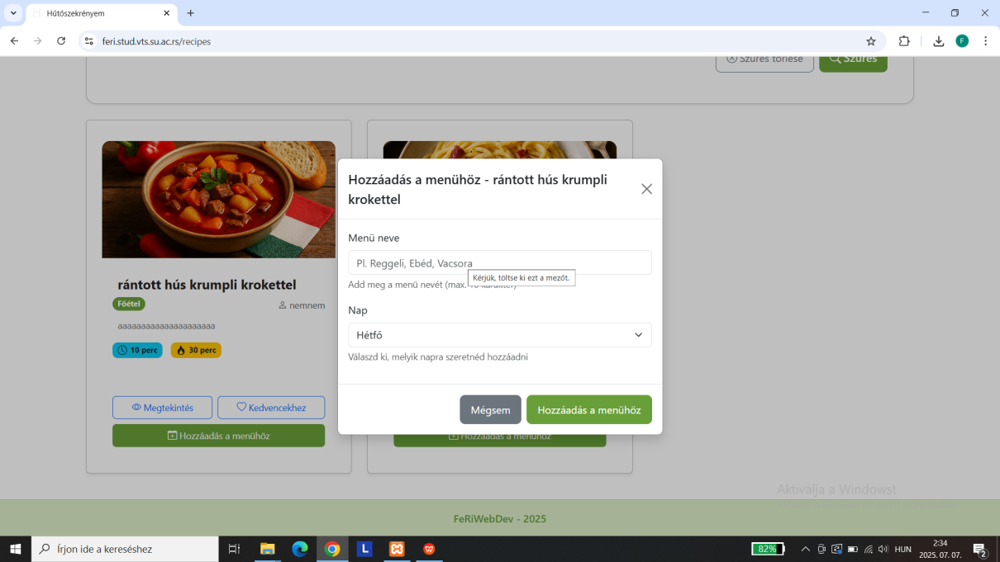 Hűtőszekrényem
feri.stud.vts.su.ac.rs/recipes
F
Szűrés törlése
Szűrés
Hozzáadás a menühöz - rántott hús krumpli
krokettel
Menü neve
Pl. Reggeli, Ebéd, Vacsora
Kérjük, töltse ki ezt a mezőt.
Add meg a menü nevét (max.
Nap
Hétfő
Válaszd ki, melyik napra szeretnéd hozzáadni
Mégsem
Hozzáadás a menühöz
rántott hús krumpli krokettel
Főétel
nemnem
aaaaaaaaaaaaaaaaaaaaa
10 perc
30 perc
Megtekintés
Kedvencekhez
Hozzáadás a menühöz
Hozzáadás a menühöz
Aktiválja a Windowst
FeRiWebDev - 2025
Írjon ide a kereséshez
L
82%
HUN
2:34
2025. 07. 07.
2